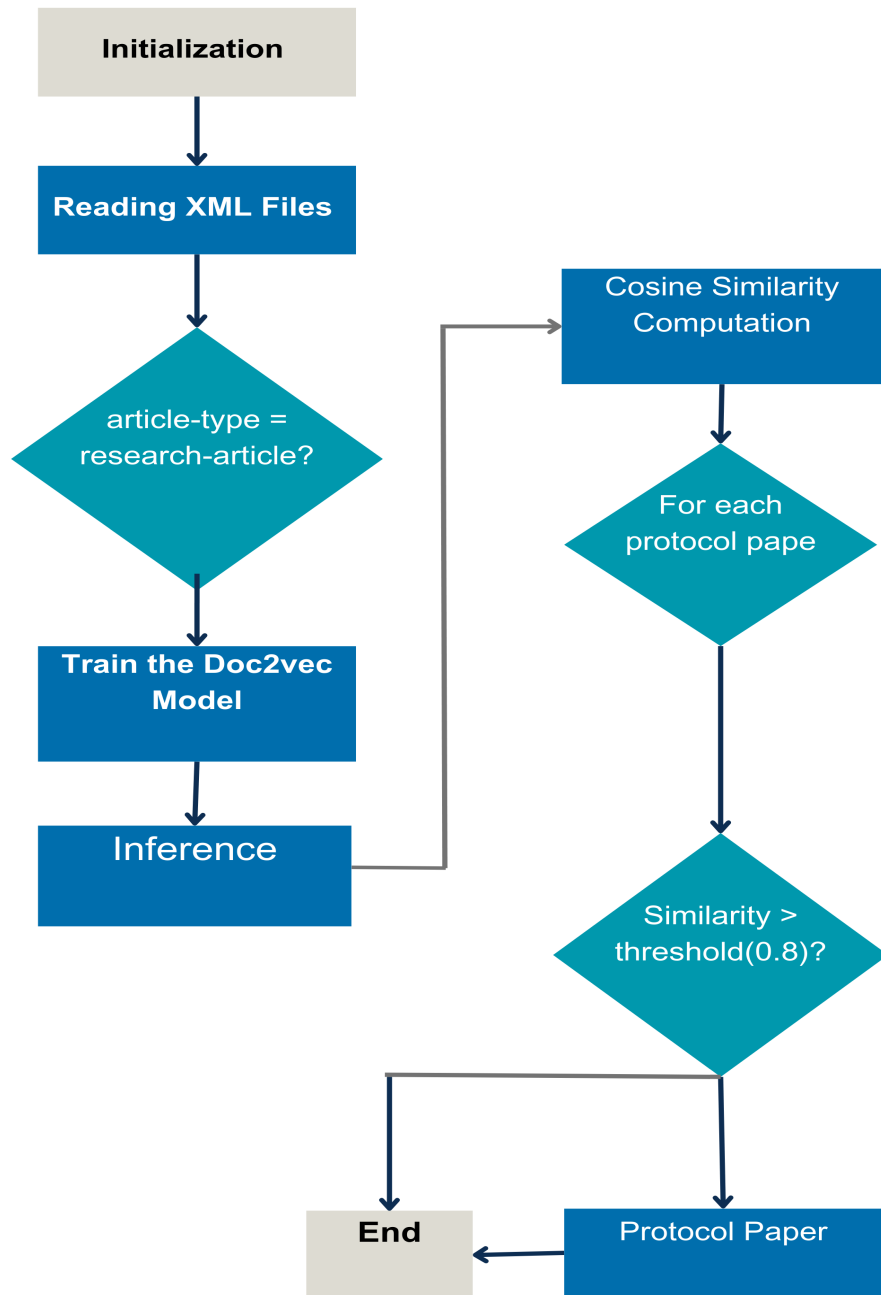 Initialization
Reading XML Files
article-type =
research-article?
Train the Doc2vec
Model
Inference
Cosine Similarity
Computation
For each
protocol pape
Similarity >
threshold(0.8)?
Protocol Paper
End